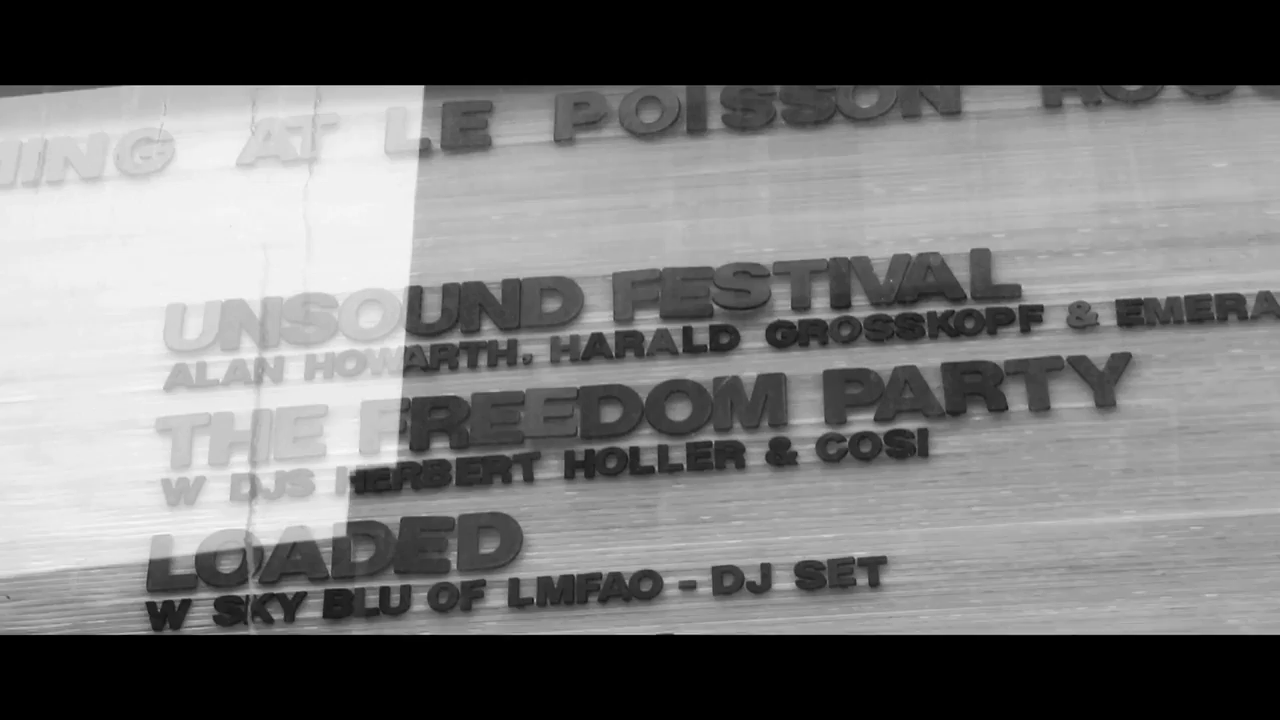 AT LE POISSON
UNSOUND FESTIVAL
ALAN HOWARTH, HARALD GROSSKOPF &
THE FREEDOM PARTY
W DJS HERBERT HOLLER & COSI
LOADED
W SKY BLU OF LMFAO - DJ SET